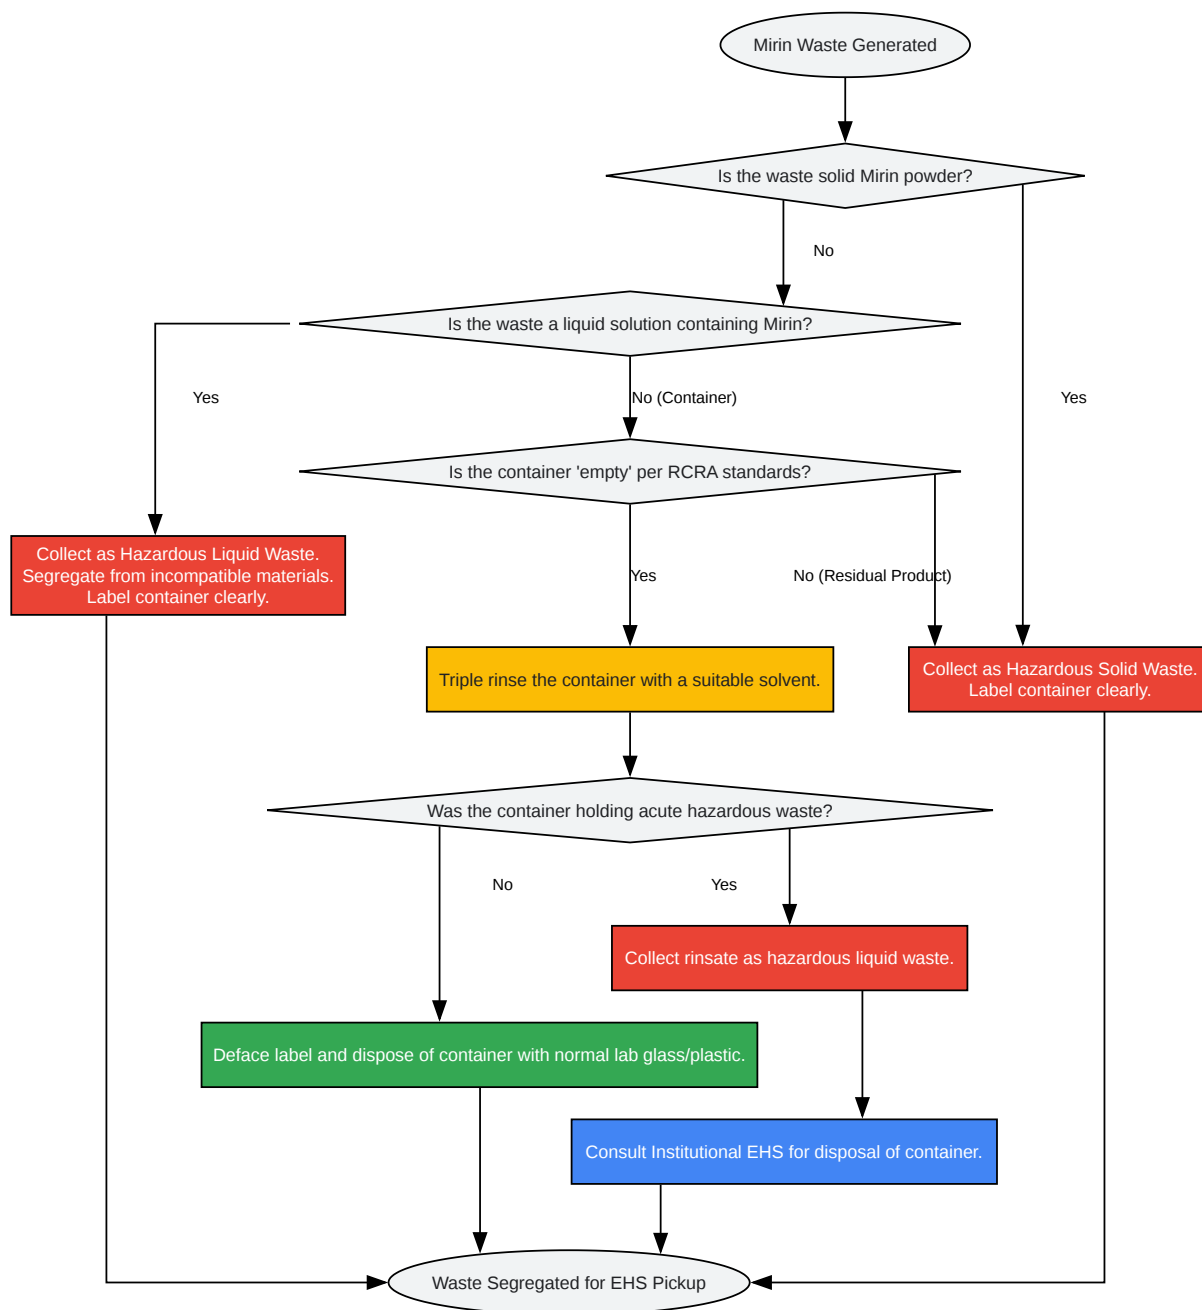 Mirin Waste Generated
Is the waste solid Mirin powder?
No
Is the waste a liquid solution containing Mirin?
Yes
No (Container)
Yes
Is the container 'empty' per RCRA standards?
Collect as Hazardous Liquid Waste.
Segregate from incompatible materials.
Label container clearly.
Yes
No (Residual Product)
Triple rinse the container with a suitable solvent.
Collect as Hazardous Solid Waste.
Label container clearly.
Was the container holding acute hazardous waste?
No
Yes
Collect rinsate as hazardous liquid waste.
Deface label and dispose of container with normal lab glass/plastic.
Consult Institutional EHS for disposal of container.
Waste Segregated for EHS Pickup